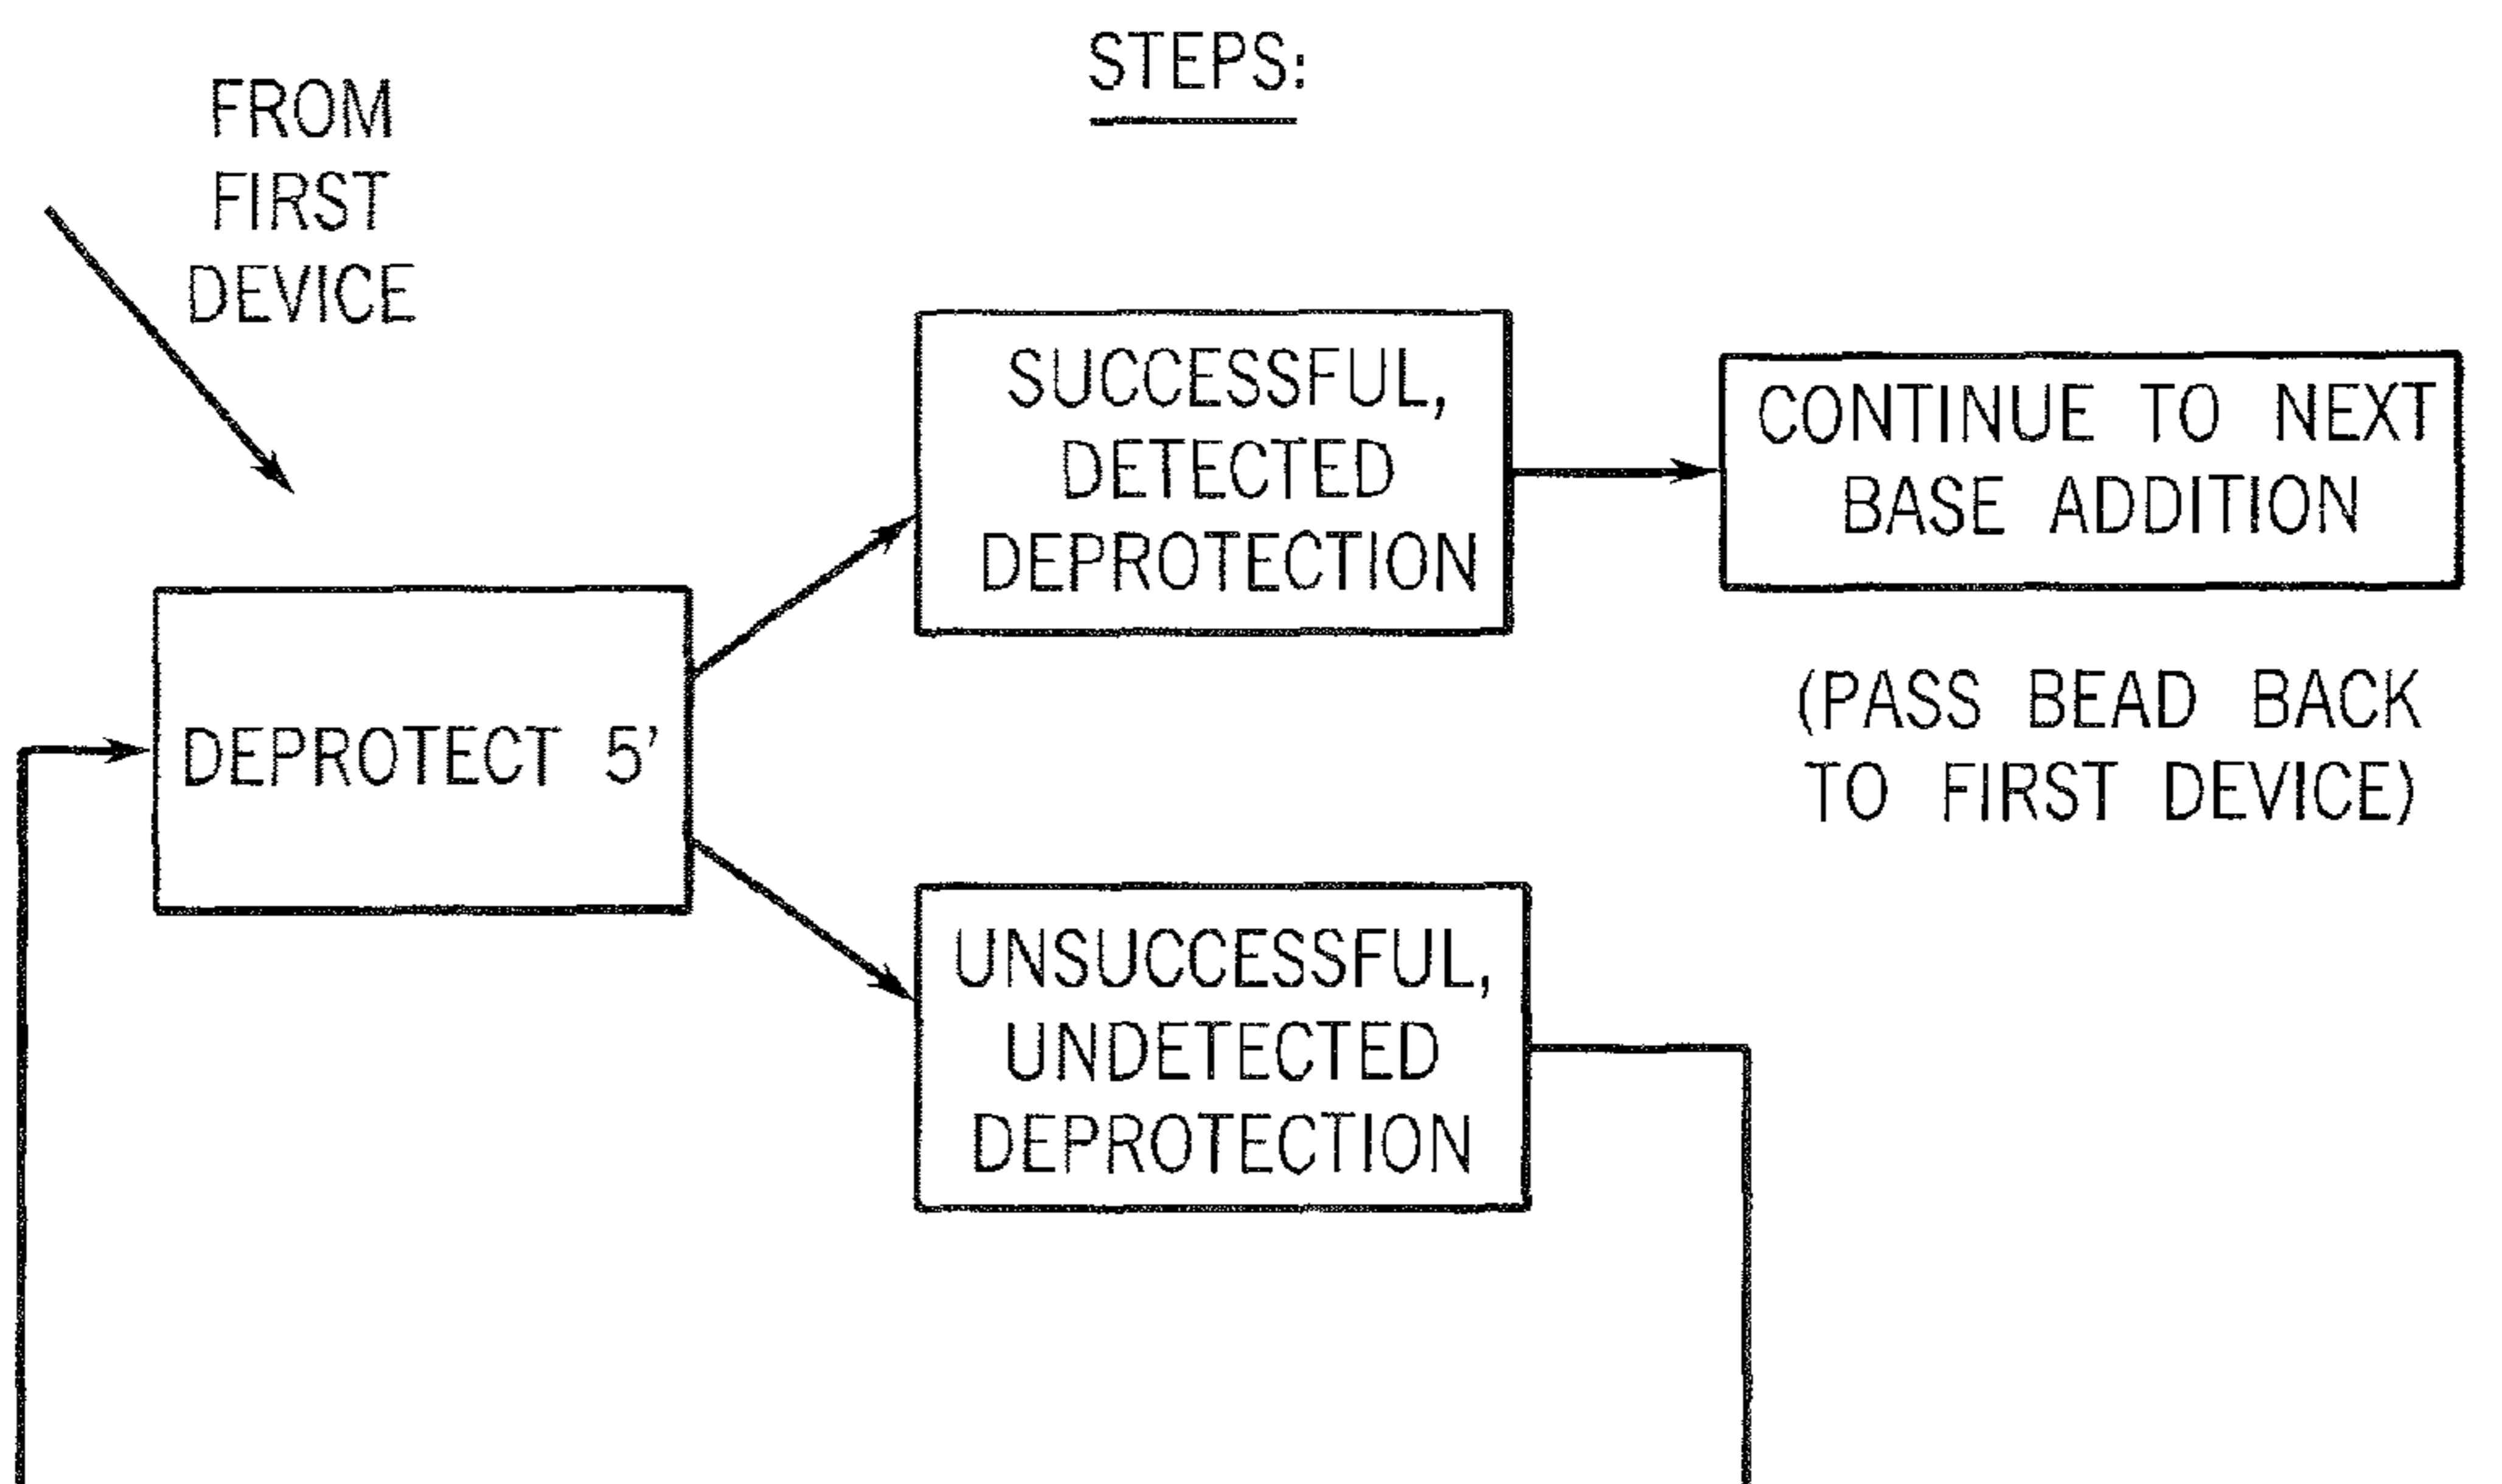 STEPS:
FROM
FIRST
DEVICE
SUCCESSFUL,
DETECTED
DEPROTECTION
CONTINUE TO NEXT
BASE ADDITION
(PASS BEAD BACK
TO FIRST DEVICE)
DEPROTECT 5'
UNSUCCESSFUL,
UNDETECTED
DEPROTECTION